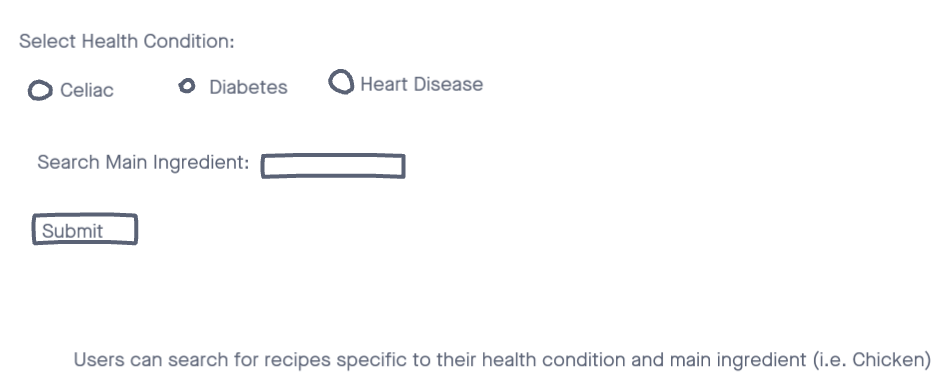 Select Health Condition:
Celiac Diabetes Heart Disease
Search Main Ingredient:
Submit
Users can search for recipes specific to their health condition and main ingredient (i.e. Chicken)